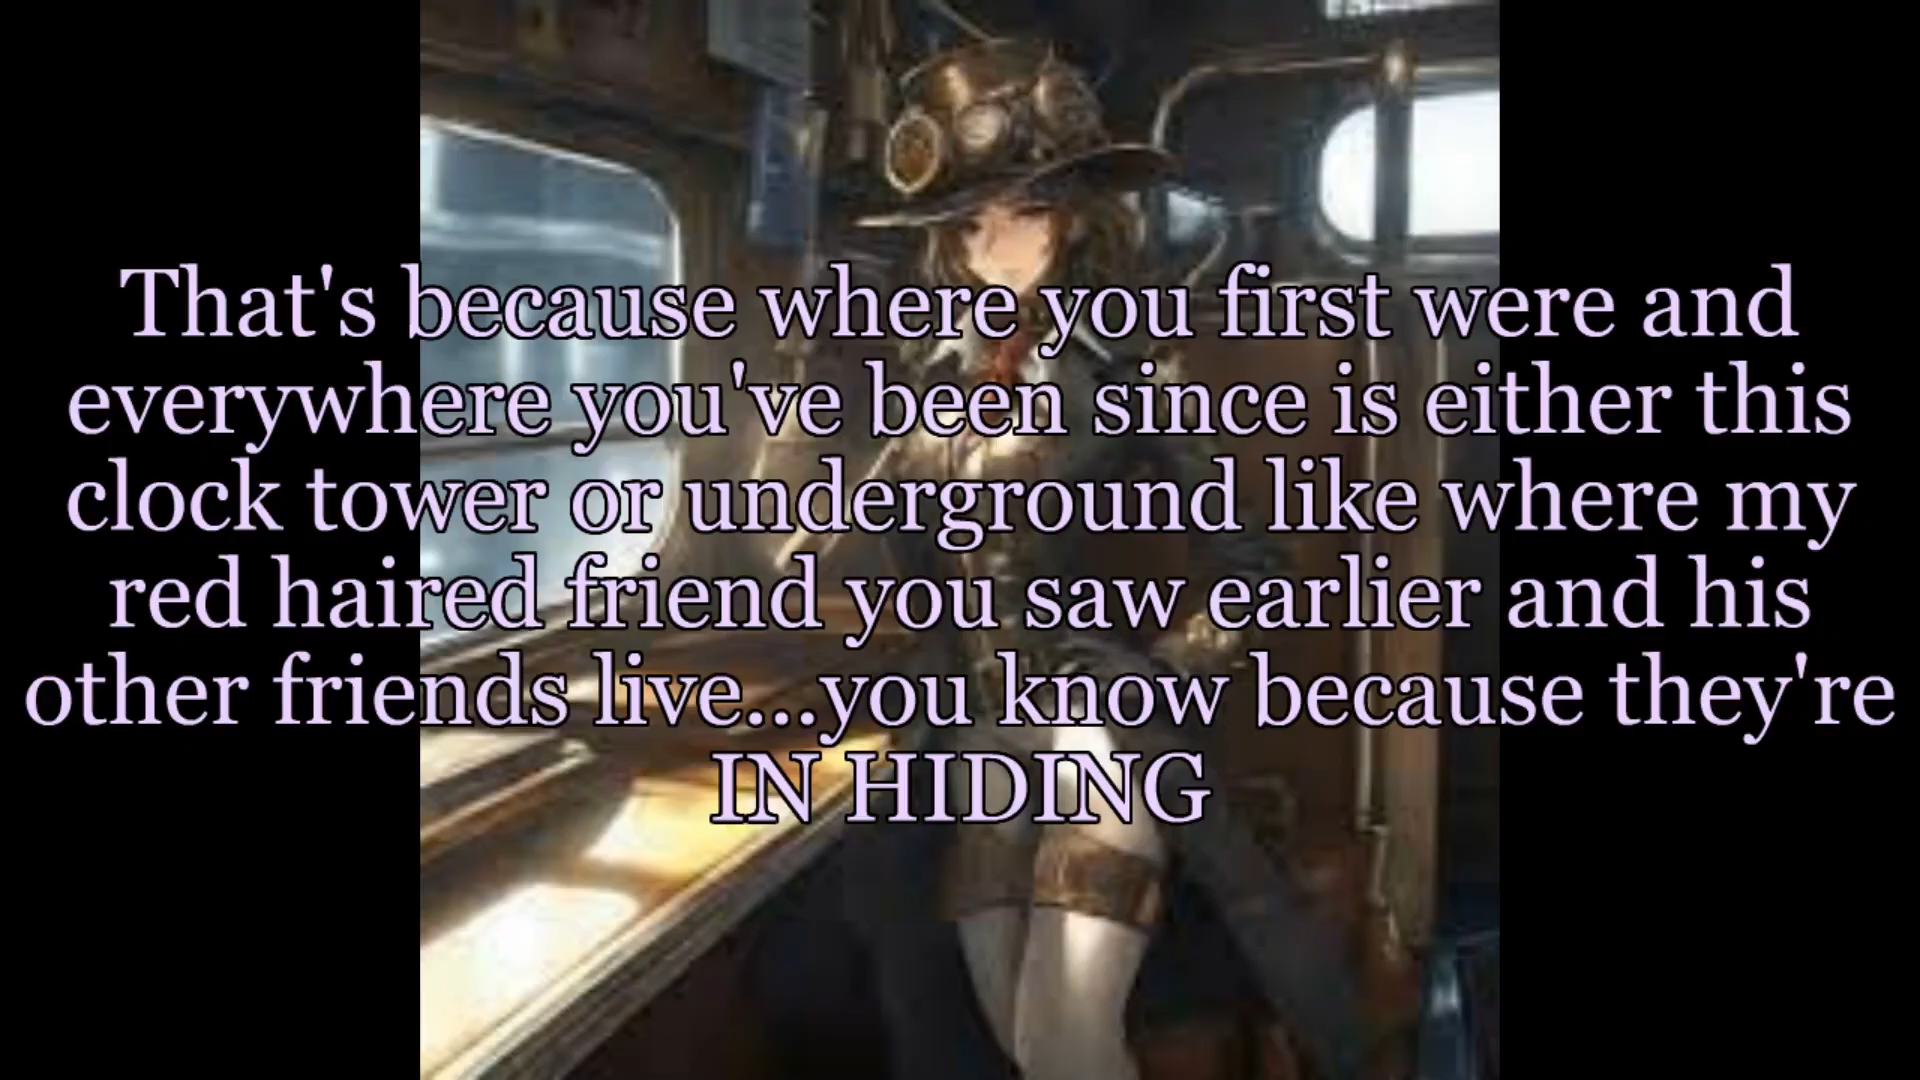 That's because where you first were and
everywhere you've been since is either this
clock tower or underground like where my
red haired friend you saw earlier and his
other friends live...you know because they're
IN HIDING